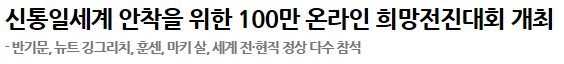 신통일세계 안착을 위한 100만 온라인 희망전진대회 개최
- 반기문, 뉴트 깅그리치, 훈센, 마키 살, 세계 전·현직 정상 다수 참석